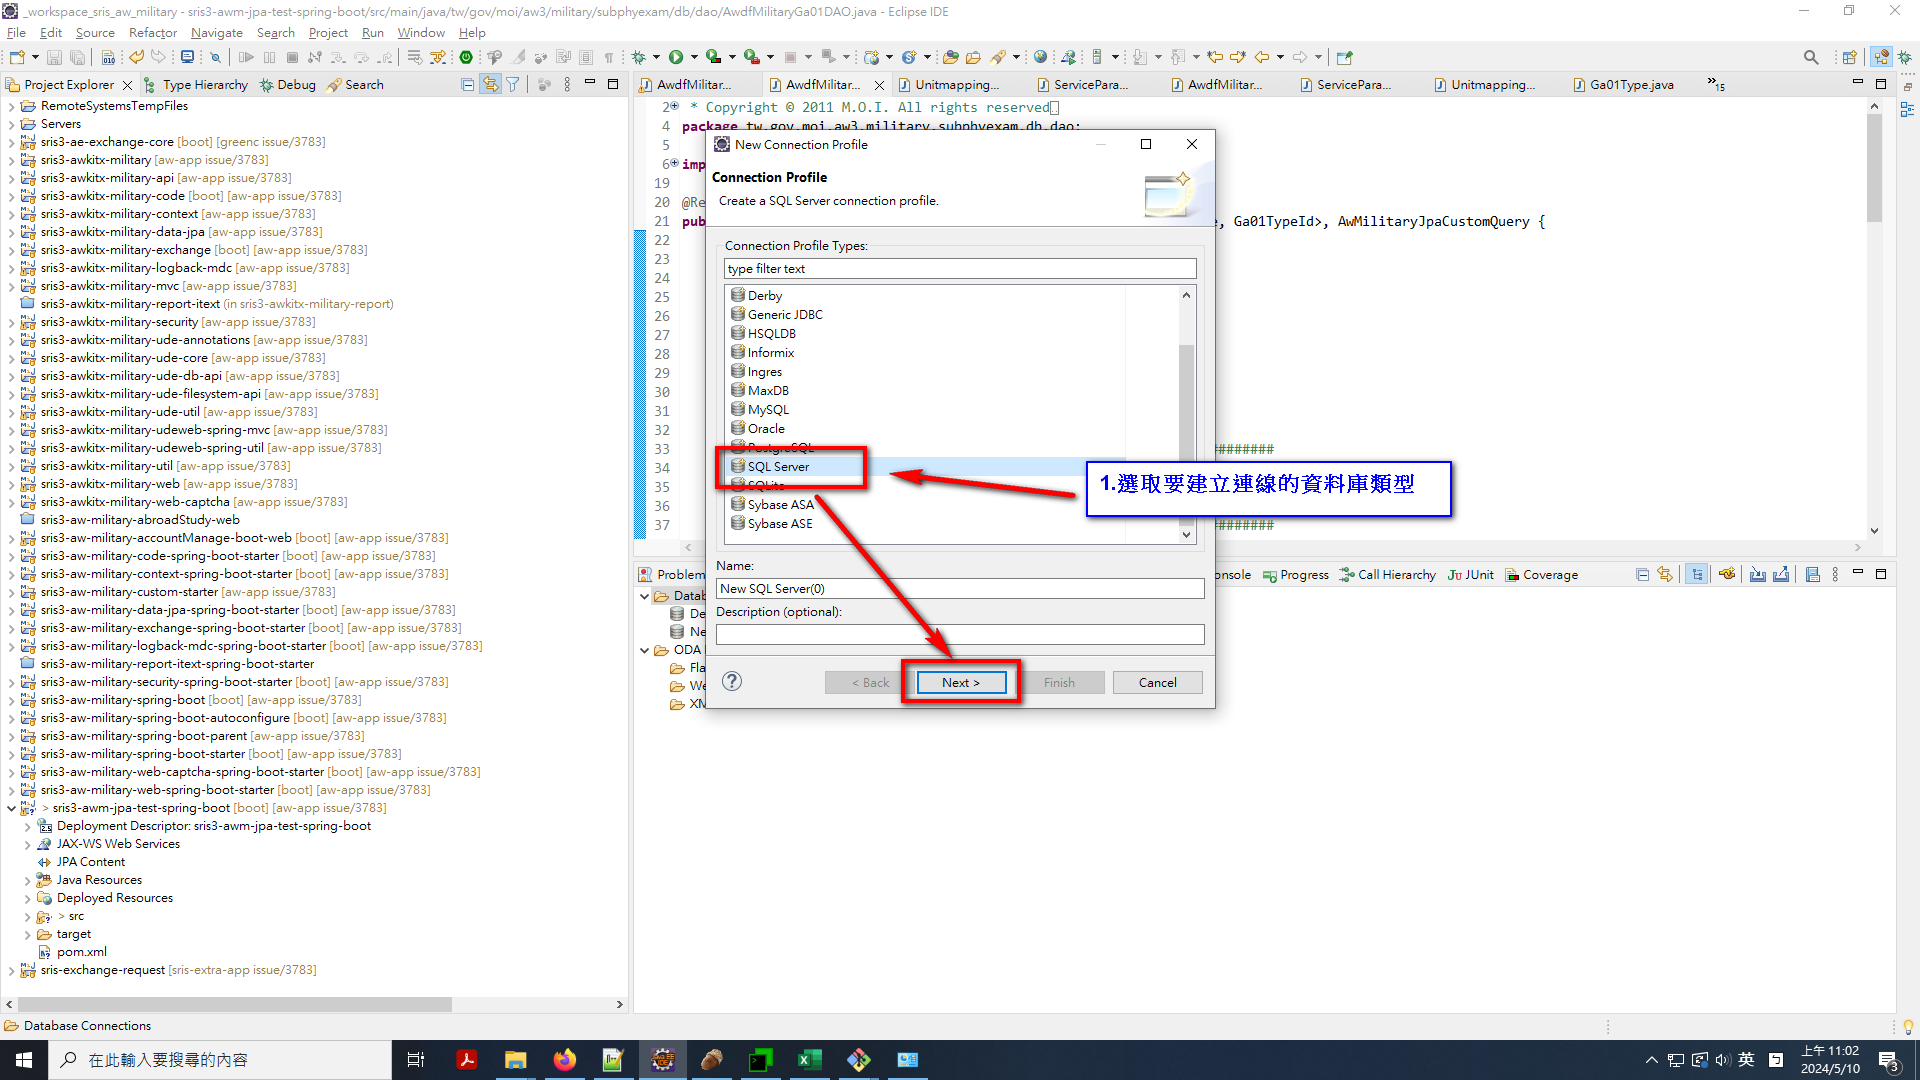 _workspace_sris_aw_military - sris3-awm-jpa-test-spring-boot/src/main/java/tw/gov/moi/aw3/military/subphyexam/db/dao/AwdfMilitaryGa01DAO.java - Eclipse IDE
File Edit Source Refactor Navigate Search Project Run Window Help
Project Explorer Type Hierarchy Debug Search
RemoteSystemsTempFiles
Servers
sris3-ae-exchange-core [boot] [greenc issue/3783]
sris3-awkitx-military [aw-app issue/3783]
sris3-awkitx-military-api [aw-app issue/3783]
sris3-awkitx-military-code [boot] [aw-app issue/3783]
sris3-awkitx-military-context [aw-app issue/3783]
sris3-awkitx-military-data-jpa [aw-app issue/3783]
sris3-awkitx-military-exchange [boot] [aw-app issue/3783]
sris3-awkitx-military-logback-mdc [aw-app issue/3783]
sris3-awkitx-military-mvc [aw-app issue/3783]
sris3-awkitx-military-report-itext (in sris3-awkitx-military-report)
sris3-awkitx-military-security [aw-app issue/3783]
sris3-awkitx-military-ude-annotations [aw-app issue/3783]
sris3-awkitx-military-ude-core [aw-app issue/3783]
sris3-awkitx-military-ude-db-api [aw-app issue/3783]
sris3-awkitx-military-ude-filesystem-api [aw-app issue/3783]
sris3-awkitx-military-ude-util [aw-app issue/3783]
sris3-awkitx-military-udeweb-spring-mvc [aw-app issue/3783]
sris3-awkitx-military-udeweb-spring-util [aw-app issue/3783]
sris3-awkitx-military-util [aw-app issue/3783]
sris3-awkitx-military-web [aw-app issue/3783]
sris3-awkitx-military-web-captcha [aw-app issue/3783]
sris3-aw-military-abroadStudy-web
sris3-aw-military-accountManage-boot-web [boot] [aw-app issue/3783]
sris3-aw-military-code-spring-boot-starter [boot] [aw-app issue/3783]
sris3-aw-military-context-spring-boot-starter [boot] [aw-app issue/3783]
sris3-aw-military-custom-starter [aw-app issue/3783]
sris3-aw-military-data-jpa-spring-boot-starter [boot] [aw-app issue/3783]
sris3-aw-military-exchange-spring-boot-starter [boot] [aw-app issue/3783]
sris3-aw-military-logback-mdc-spring-boot-starter [boot] [aw-app issue/3783]
sris3-aw-military-report-itext-spring-boot-starter
sris3-aw-military-security-spring-boot-starter [boot] [aw-app issue/3783]
sris3-aw-military-spring-boot [boot] [aw-app issue/3783]
sris3-aw-military-spring-boot-autoconfigure [boot] [aw-app issue/3783]
sris3-aw-military-spring-boot-parent [aw-app issue/3783]
sris3-aw-military-spring-boot-starter [boot] [aw-app issue/3783]
sris3-aw-military-web-captcha-spring-boot-starter [boot] [aw-app issue/3783]
sris3-aw-military-web-spring-boot-starter [boot] [aw-app issue/3783]
> sris3-awm-jpa-test-spring-boot [boot] [aw-app issue/3783]
Deployment Descriptor: sris3-awm-jpa-test-spring-boot
JAX-WS Web Services
JPA Content
Java Resources
Deployed Resources
> src
target
pom.xml
sris-exchange-request [sris-extra-app issue/3783]
AwdfMilitar... AwdfMilitar... Unitmapping... ServicePara... AwdfMilitar... ServicePara... Unitmapping... Ga01Type.java »15
2 * Copyright © 2011 M.O.I. All rights reserved
4 package tw.gov.moi.aw3.military.subphyexam.db.dao;
5
6 imp
19
20 @Re
21 pub , Ga01TypeId>, AwMilitaryJpaCustomQuery {
22
23
24
25
26
27
28
29
30
31
32
33 ########
34
35
36
37 ########
New Connection Profile
Connection Profile
Create a SQL Server connection profile.
Connection Profile Types:
type filter text
Derby
Generic JDBC
HSQLDB
Informix
Ingres
MaxDB
MySQL
Oracle
PostgreSQL
SQL Server
SQLite
Sybase ASA
Sybase ASE
1.選取要建立連線的資料庫類型
Name:
New SQL Server(0)
Description (optional):
< Back Next > Finish Cancel
Problem onsole Progress Call Hierarchy JUnit Coverage
Datab
De
Ne
ODA
Fla
We
XM
Database Connections
在此輸入要搜尋的內容
英
上午 11:02
2024/5/10
3